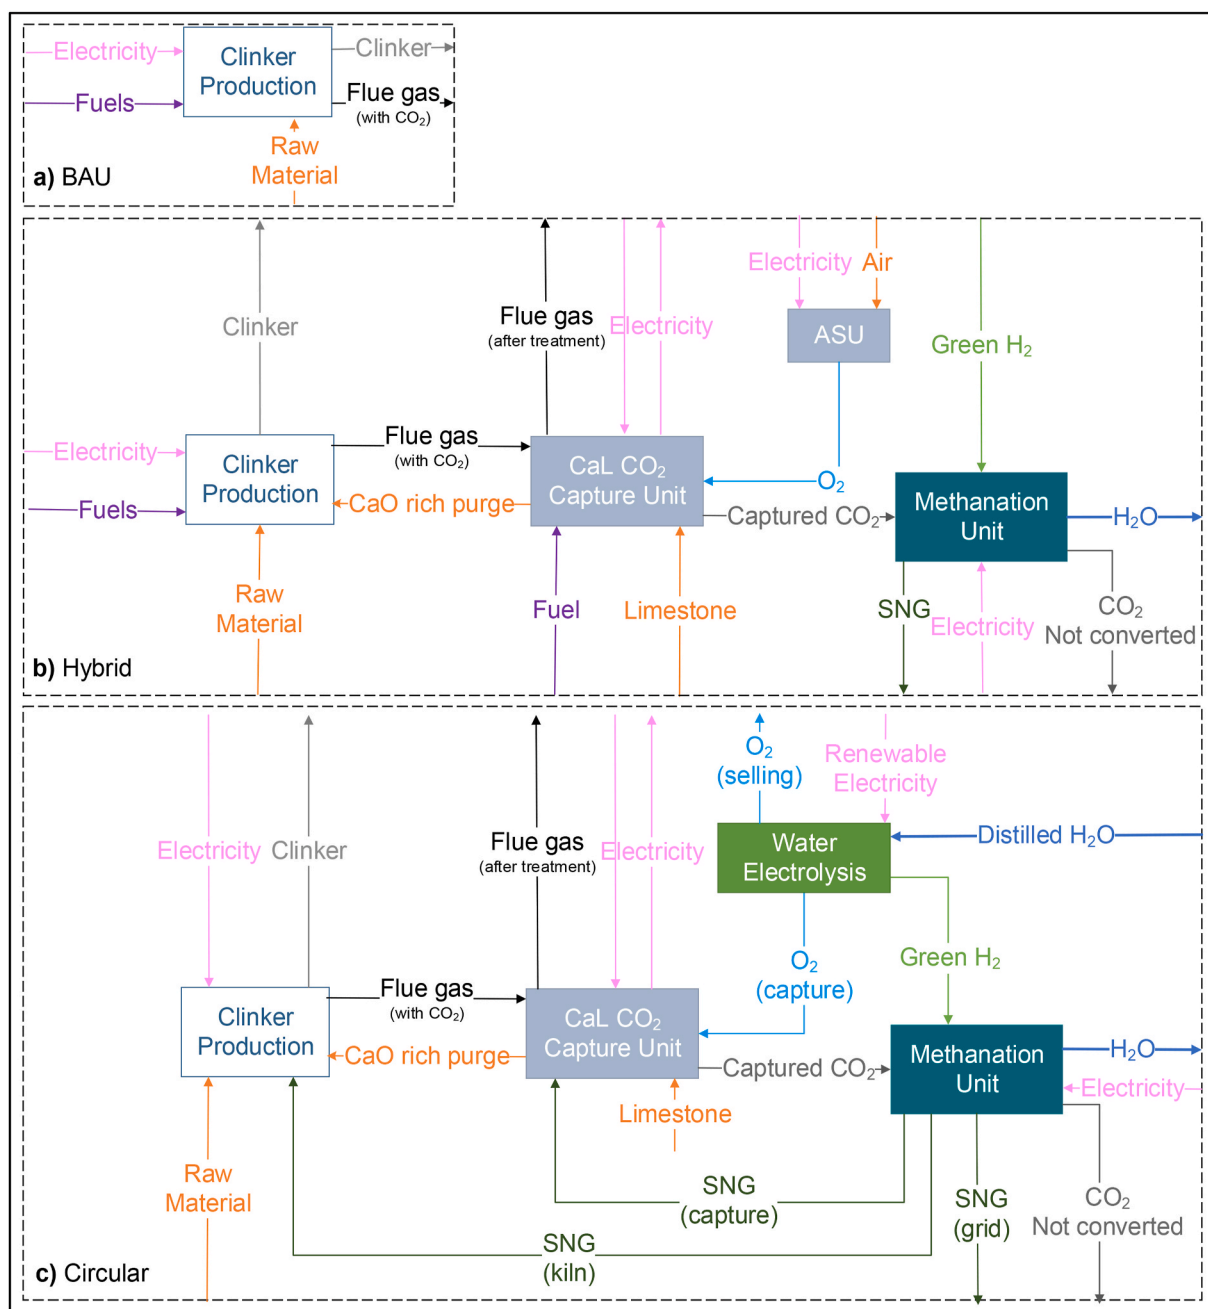 Electricity
Clinker
Production
Clinker
Fuels
Flue gas
(with CO₂)
Raw
Material
a) BAU
Electricity
Air
Flue gas
(after treatment)
Electricity
Clinker
ASU
Green H₂
Electricity
Clinker
Production
Flue gas
(with CO₂)
CaL CO₂
Capture Unit
O₂
Fuels
CaO rich purge
Captured CO₂
Methanation
Unit
H₂O
Raw
Material
Fuel
Limestone
SNG
Electricity
CO₂
Not converted
b) Hybrid
O₂
(selling)
Renewable
Electricity
Electricity
Clinker
Flue gas
(after treatment)
Electricity
Water
Electrolysis
Distilled H₂O
O₂
(capture)
Green H₂
Clinker
Production
Flue gas
(with CO₂)
CaL CO₂
Capture Unit
CaO rich purge
Captured CO₂
Methanation
Unit
H₂O
Electricity
Limestone
Raw
Material
SNG
(capture)
SNG
(grid)
CO₂
Not converted
SNG
(kiln)
c) Circular